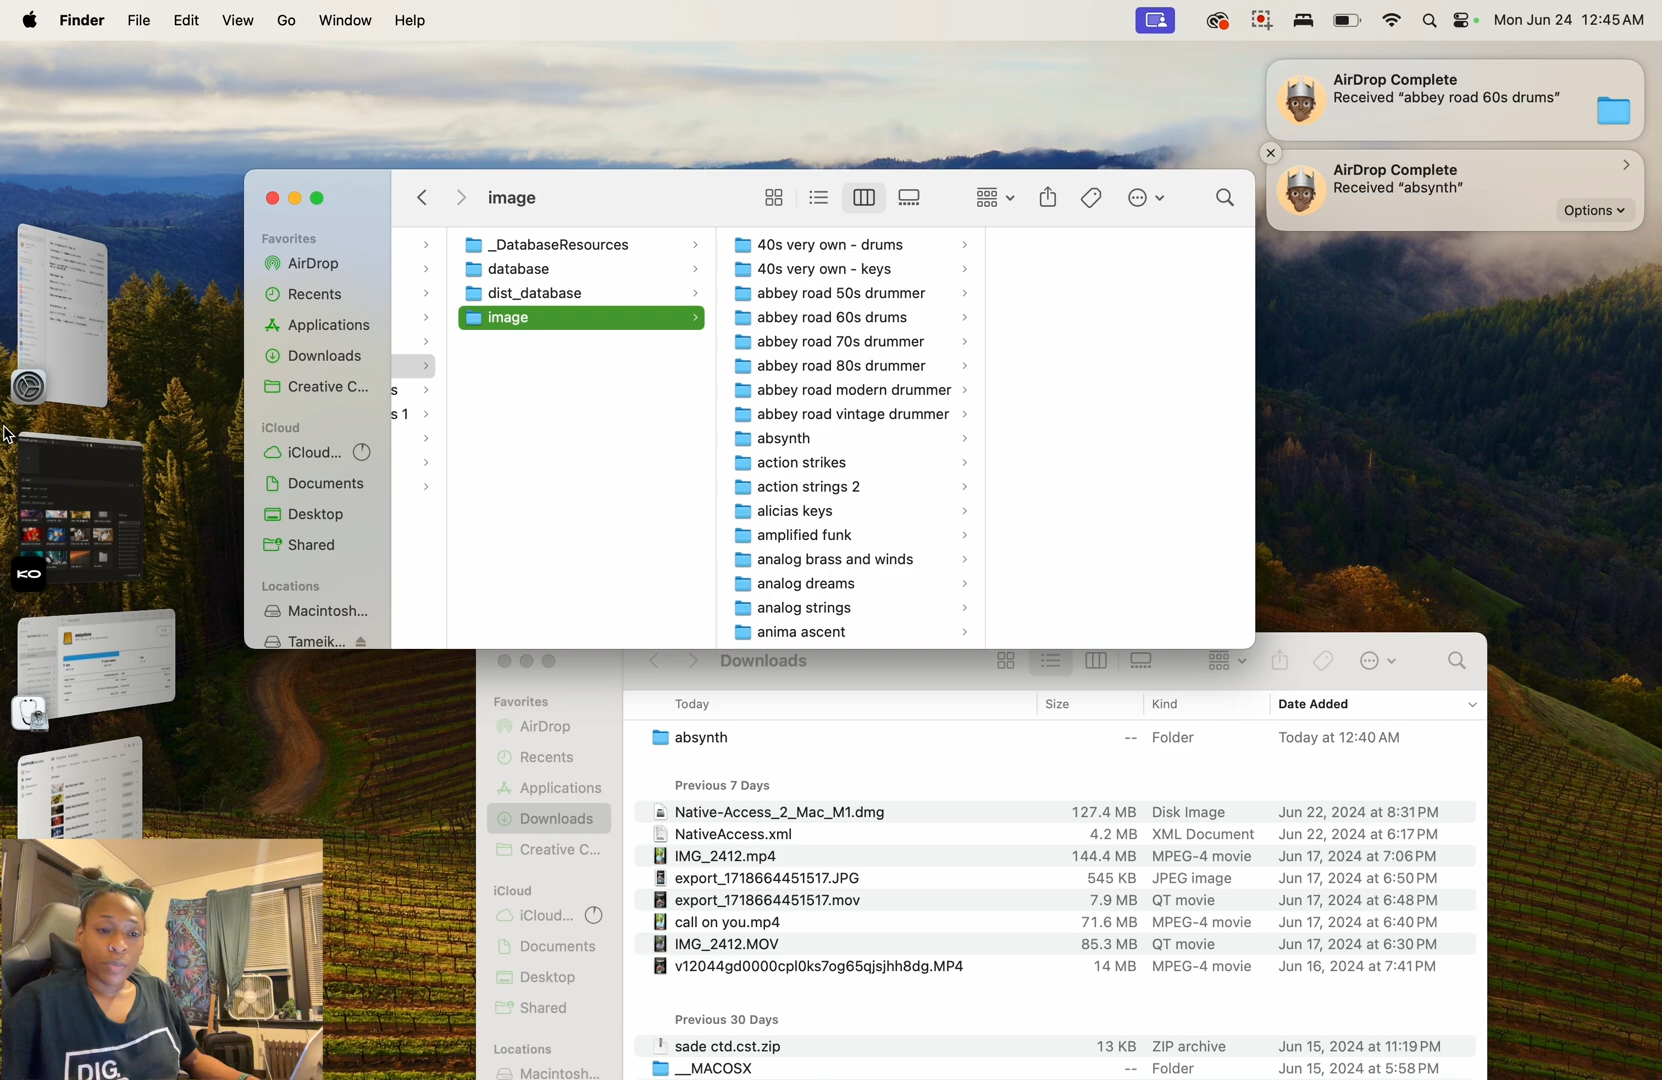 Finder File Edit View Go Window Help Mon Jun 24 12:45 AM
AirDrop Complete
Received “abbey road 60s drums”
AirDrop Complete
Received “absynth”
Options
image
Favorites
AirDrop
Recents
Applications
Downloads
Creative C...
iCloud
iCloud...
Documents
Desktop
Shared
Locations
Macintosh...
Tameik...
s
s 1
_DatabaseResources
database
dist_database
image
40s very own - drums
40s very own - keys
abbey road 50s drummer
abbey road 60s drums
abbey road 70s drummer
abbey road 80s drummer
abbey road modern drummer
abbey road vintage drummer
absynth
action strikes
action strings 2
alicias keys
amplified funk
analog brass and winds
analog dreams
analog strings
anima ascent
KO
Downloads
Favorites
AirDrop
Recents
Applications
Downloads
Creative C...
iCloud
iCloud...
Documents
Desktop
Shared
Locations
Macintosh...
Today Size Kind Date Added
absynth -- Folder Today at 12:40 AM
Previous 7 Days
Native-Access_2_Mac_M1.dmg 127.4 MB Disk Image Jun 22, 2024 at 8:31 PM
NativeAccess.xml 4.2 MB XML Document Jun 22, 2024 at 6:17 PM
IMG_2412.mp4 144.4 MB MPEG-4 movie Jun 17, 2024 at 7:06 PM
export_1718664451517.JPG 545 KB JPEG image Jun 17, 2024 at 6:50 PM
export_1718664451517.mov 7.9 MB QT movie Jun 17, 2024 at 6:48 PM
call on you.mp4 71.6 MB MPEG-4 movie Jun 17, 2024 at 6:40 PM
IMG_2412.MOV 85.3 MB QT movie Jun 17, 2024 at 6:30 PM
v12044gd0000cpl0ks7og65qjsjhh8dg.MP4 14 MB MPEG-4 movie Jun 16, 2024 at 7:41 PM
Previous 30 Days
sade ctd.cst.zip 13 KB ZIP archive Jun 15, 2024 at 11:19 PM
__MACOSX -- Folder Jun 15, 2024 at 5:58 PM
DIG.